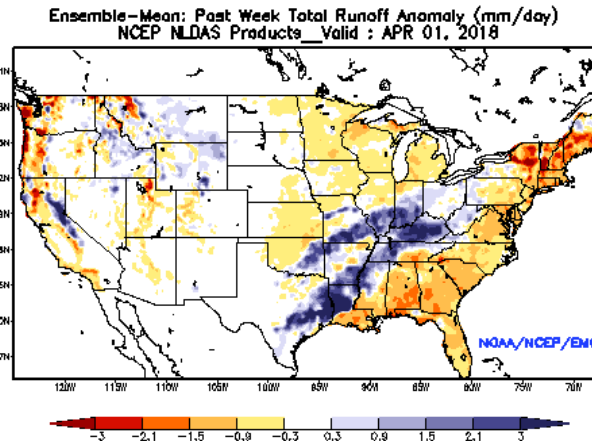 Ensemble-Mean: Past Week Total Runoff Anomaly (mm/day)
NCEP NLDAS Products__Valid : APR 01, 2018
NOAA/NCEP/EMC
120W 115W 110W 105W 100W 95W 90W 85W 80W 75W 70W
-3 -2.1 -1.5 -0.9 -0.3 0.3 0.9 1.5 2.1 3